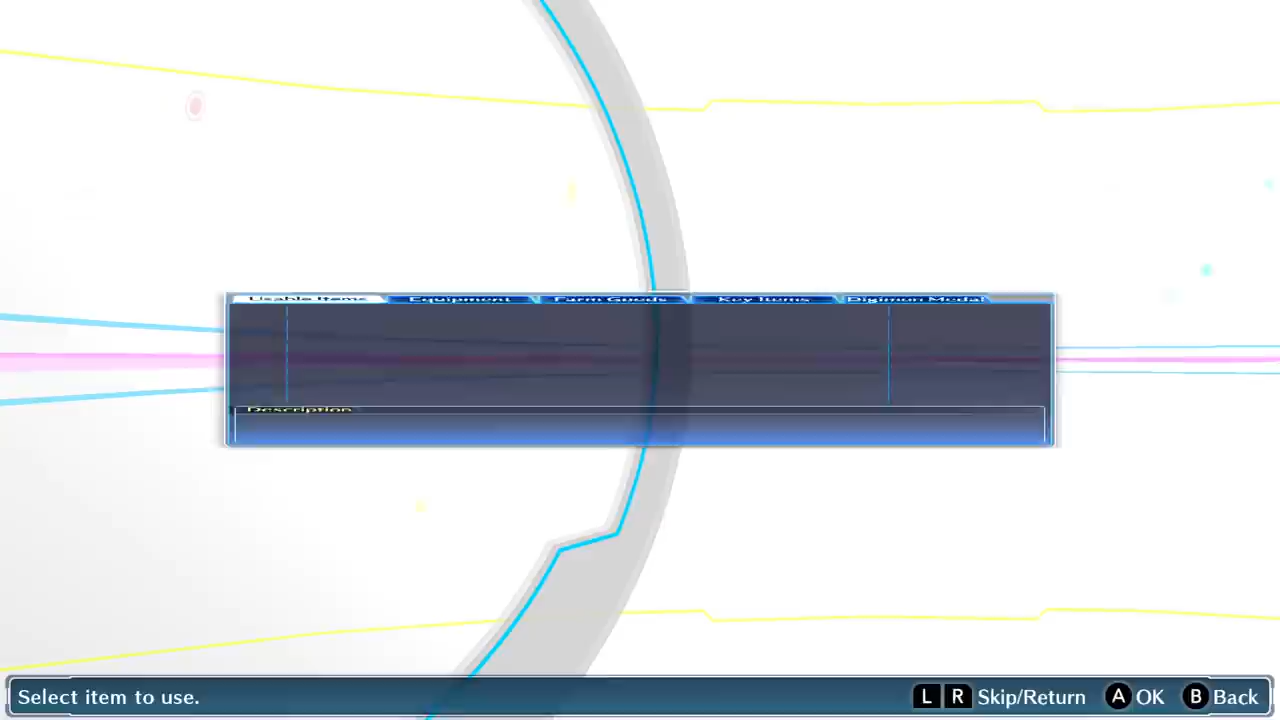 Usable Items Equipment Farm Goods Key Items Digimon Medal
Description
Select item to use. L R Skip/Return A OK B Back